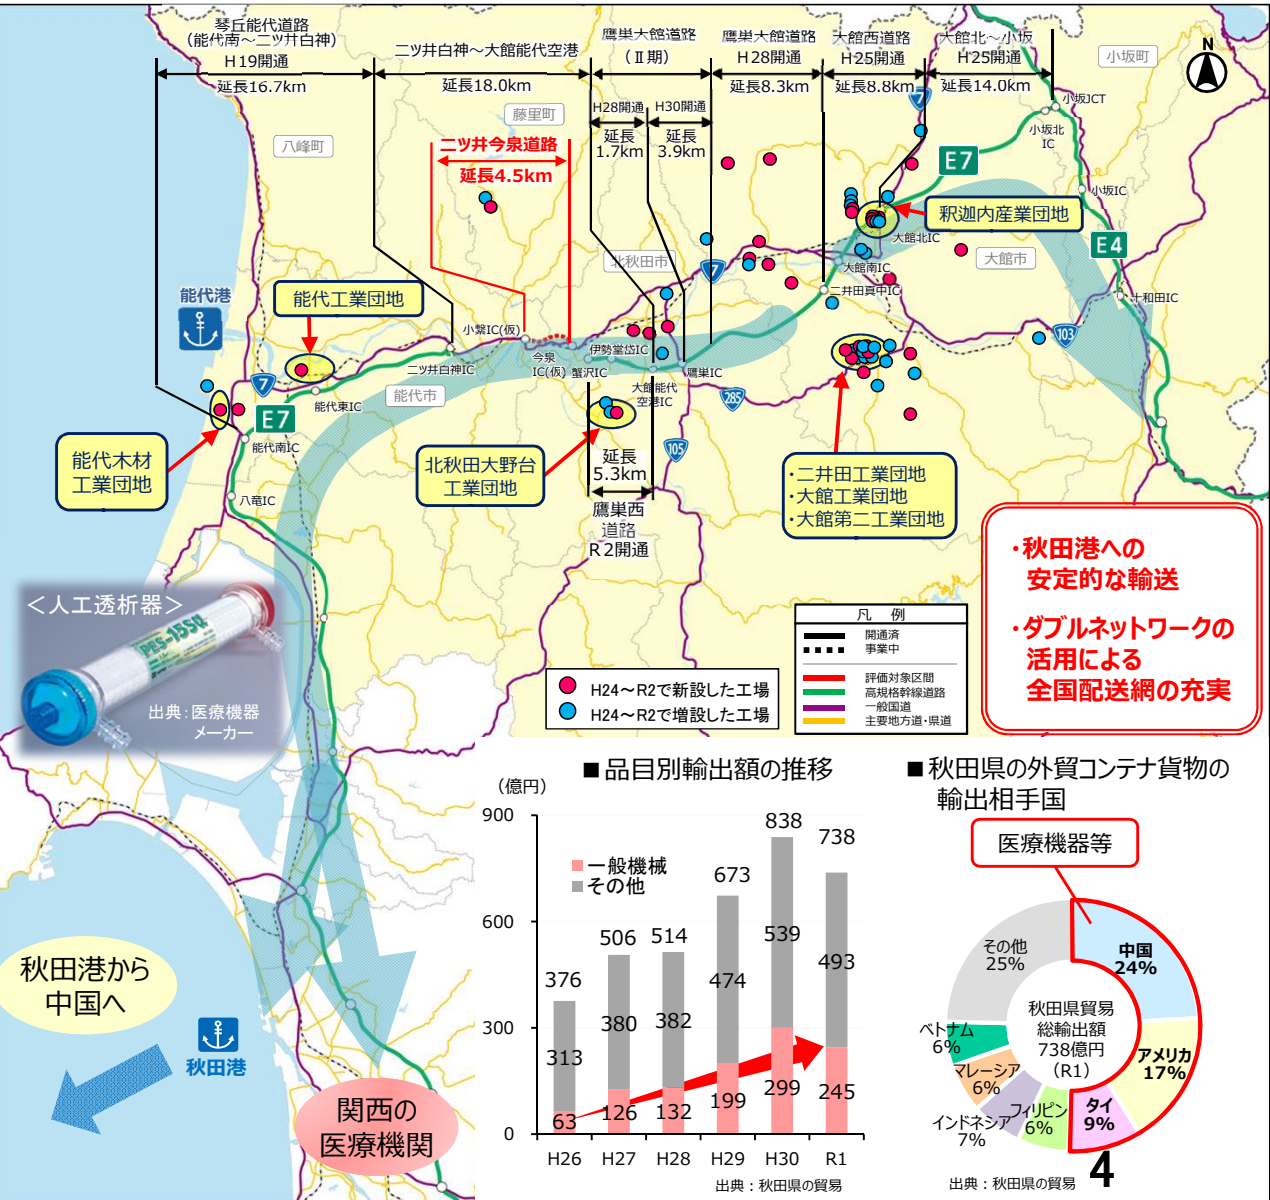 琴丘能代道路
（能代南～二ツ井白神）
H19開通
延長16.7km
二ツ井白神～大館能代空港
延長18.0km
鷹巣大館道路
（Ⅱ期）
H28開通
延長
1.7km
H30開通
延長
3.9km
鷹巣大館道路
H28開通
延長8.3km
大館西道路
H25開通
延長8.8km
大館北～小坂
H25開通
延長14.0km
小坂町
N
藤里町
八峰町
二ツ井今泉道路
延長4.5km
7
小坂JCT
小坂北
IC
E7
小坂IC
釈迦内産業団地
大館北IC
E4
大館市
北秋田市
7
大館南IC
二井田真中IC
十和田IC
能代港
能代工業団地
小繋IC(仮)
103
今泉
IC(仮)
蟹沢IC
伊勢堂岱IC
二ツ井白神IC
大館能代
空港IC
鷹巣IC
7
能代東IC
能代市
285
E7
能代南IC
能代木材
工業団地
北秋田大野台
工業団地
延長
5.3km
105
鷹巣西
道路
R2開通
・二井田工業団地
・大館工業団地
・大館第二工業団地
八竜IC
・秋田港への
安定的な輸送
・ダブルネットワークの
活用による
全国配送網の充実
＜人工透析器＞
PES-15Sα
出典：医療機器
メーカー
凡 例
開通済
事業中
評価対象区間
高規格幹線道路
一般国道
主要地方道・県道
H24～R2で新設した工場
H24～R2で増設した工場
■品目別輸出額の推移
（億円）
900
600
300
0
一般機械
その他
376
313
63
506
380
126
514
382
132
673
474
199
838
539
299
738
493
245
H26
H27
H28
H29
H30
R1
出典：秋田県の貿易
■秋田県の外貿コンテナ貨物の
輸出相手国
医療機器等
その他
25%
中国
24%
アメリカ
17%
タイ
9%
フィリピン
6%
インドネシア
7%
マレーシア
6%
ベトナム
6%
秋田県貿易
総輸出額
738億円
（R1）
出典：秋田県の貿易
4
秋田港から
中国へ
秋田港
関西の
医療機関